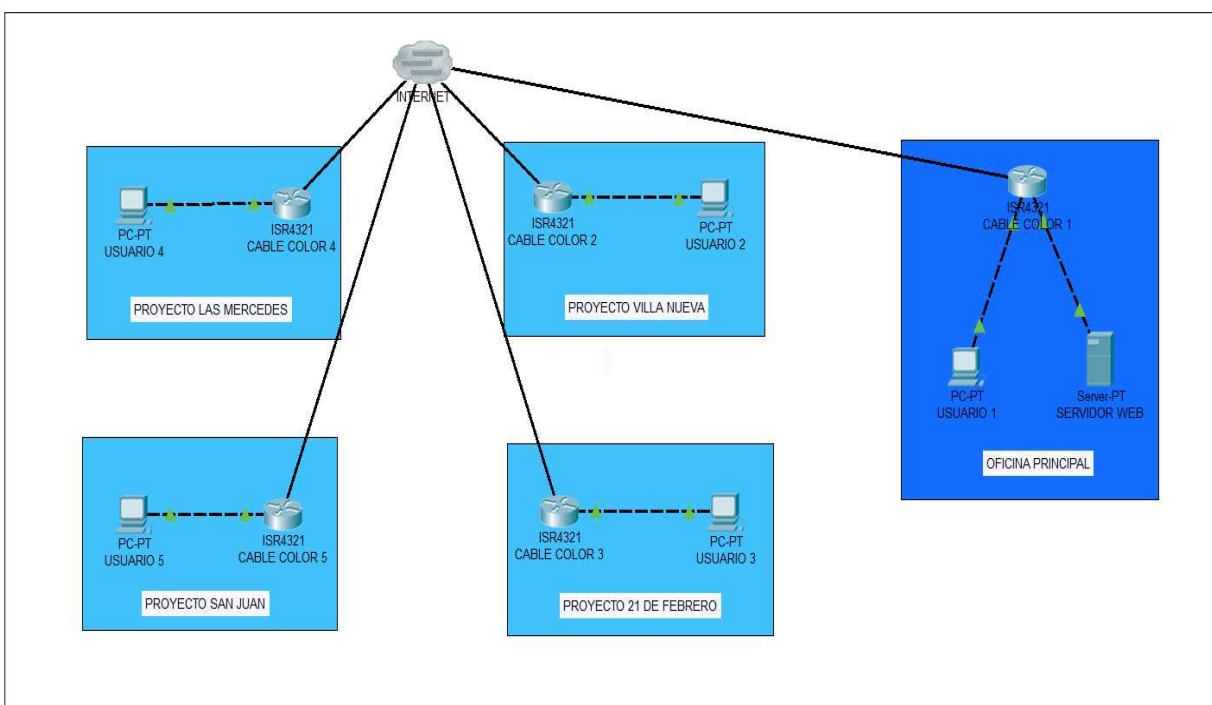 INTERNET
PC-PT
USUARIO 4
ISR4321
CABLE COLOR 4
PROYECTO LAS MERCEDES
ISR4321
CABLE COLOR 2
PC-PT
USUARIO 2
PROYECTO VILLA NUEVA
ISR4321
CABLE COLOR 1
PC-PT
USUARIO 1
Server-PT
SERVIDOR WEB
OFICINA PRINCIPAL
PC-PT
USUARIO 5
ISR4321
CABLE COLOR 5
PROYECTO SAN JUAN
ISR4321
CABLE COLOR 3
PC-PT
USUARIO 3
PROYECTO 21 DE FEBRERO